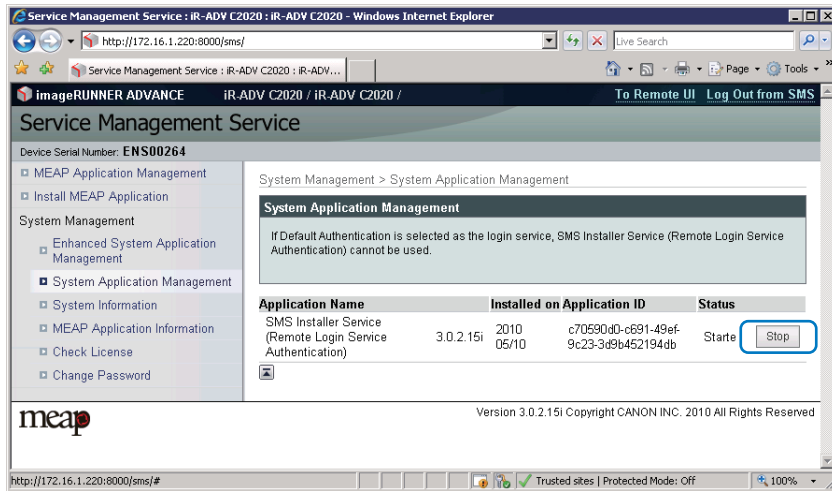 Service Management Service : iR-ADV C2020 : iR-ADV C2020 - Windows Internet Explorer
http://172.16.1.220:8000/sms/
Live Search
Service Management Service : iR-ADV C2020 : iR-ADV...
Page Tools
imageRUNNER ADVANCE iR-ADV C2020 / iR-ADV C2020 / To Remote UI Log Out from SMS
Service Management Service
Device Serial Number: ENS00264
MEAP Application Management
Install MEAP Application
System Management
Enhanced System Application
Management
System Application Management
System Information
MEAP Application Information
Check License
Change Password
System Management > System Application Management
System Application Management
If Default Authentication is selected as the login service, SMS Installer Service (Remote Login Service
Authentication) cannot be used.
Application Name Installed on Application ID Status
SMS Installer Service
(Remote Login Service
Authentication)
3.0.2.15i
2010
05/10
c70590d0-c691-49ef-
9c23-3d9b452194db
Starte
Stop
meap
Version 3.0.2.15i Copyright CANON INC. 2010 All Rights Reserved
http://172.16.1.220:8000/sms/# Trusted sites | Protected Mode: Off 100%